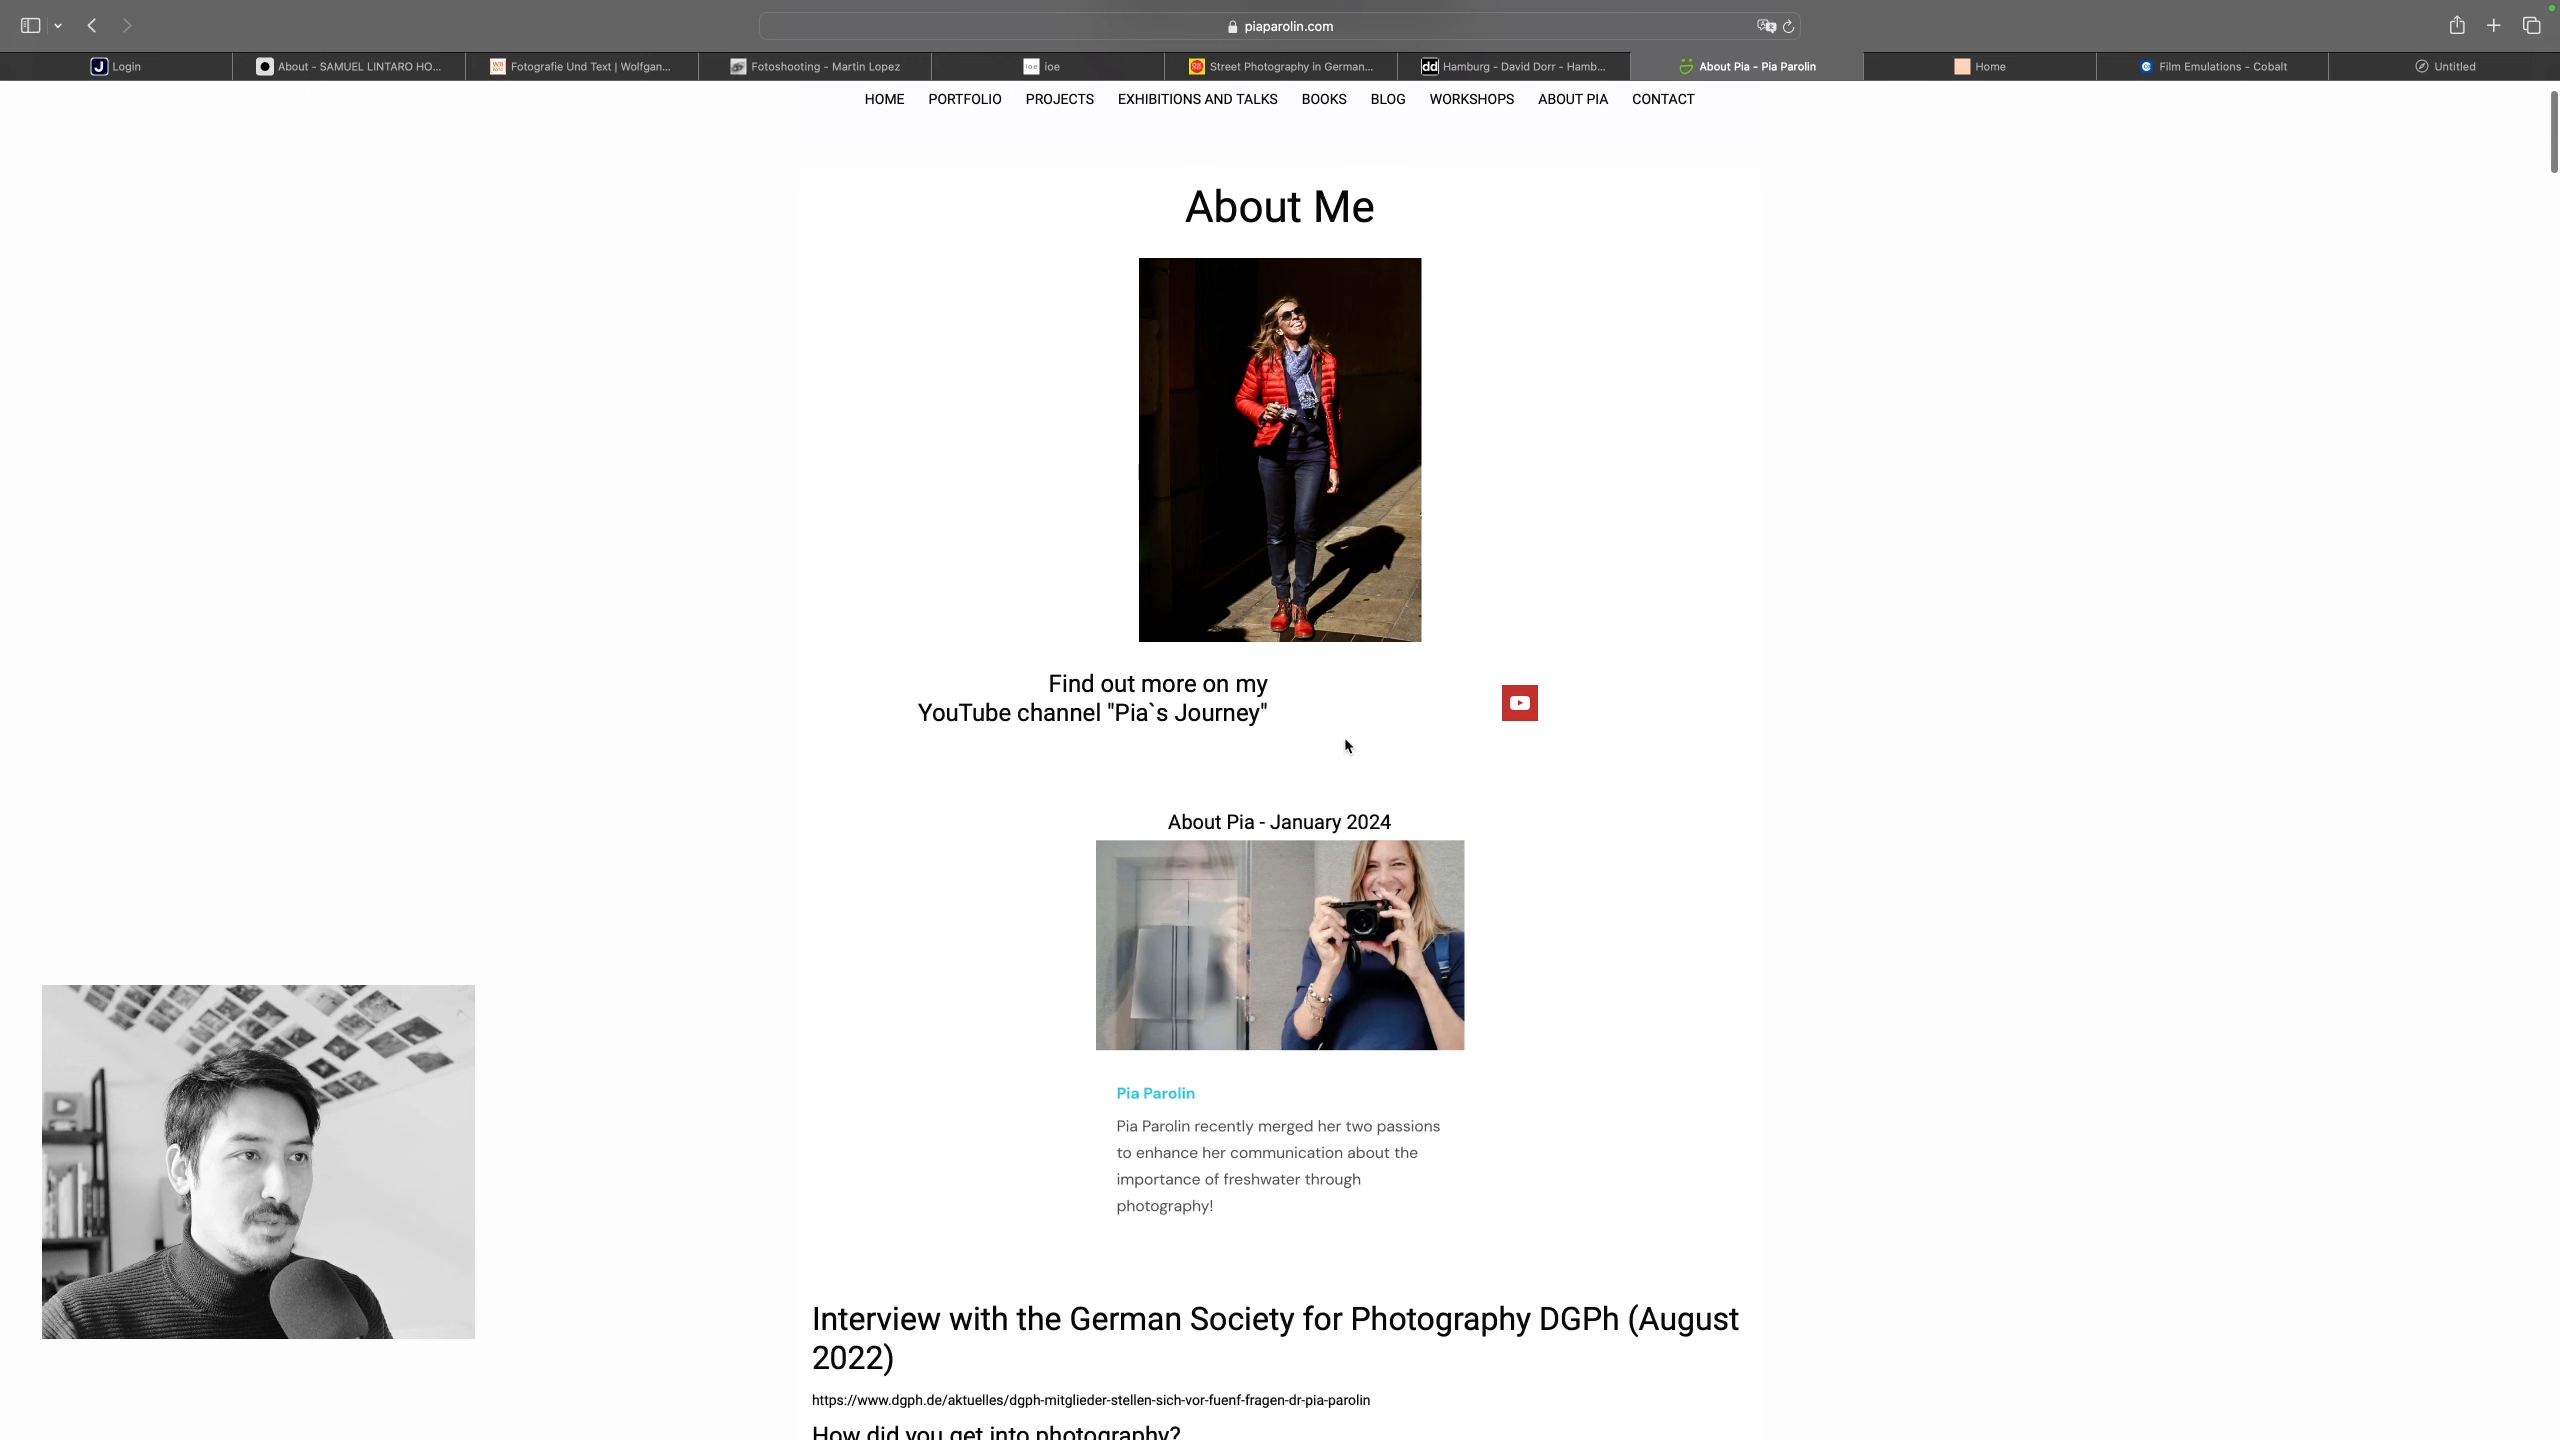 piaparolin.com
Login
About - SAMUEL LINTARO HO...
Fotografie Und Text | Wolfgan...
Fotoshooting - Martin Lopez
ioe ioe
Street Photography in German...
dd Hamburg - David Dorr - Hamb...
About Pia - Pia Parolin
Home
Film Emulations - Cobalt
Untitled
HOME PORTFOLIO PROJECTS EXHIBITIONS AND TALKS BOOKS BLOG WORKSHOPS ABOUT PIA CONTACT
About Me
Find out more on my
YouTube channel "Pia`s Journey"
About Pia - January 2024
Pia Parolin
Pia Parolin recently merged her two passions
to enhance her communication about the
importance of freshwater through
photography!
Interview with the German Society for Photography DGPh (August
2022)
https://www.dgph.de/aktuelles/dgph-mitglieder-stellen-sich-vor-fuenf-fragen-dr-pia-parolin
How did you get into photography?